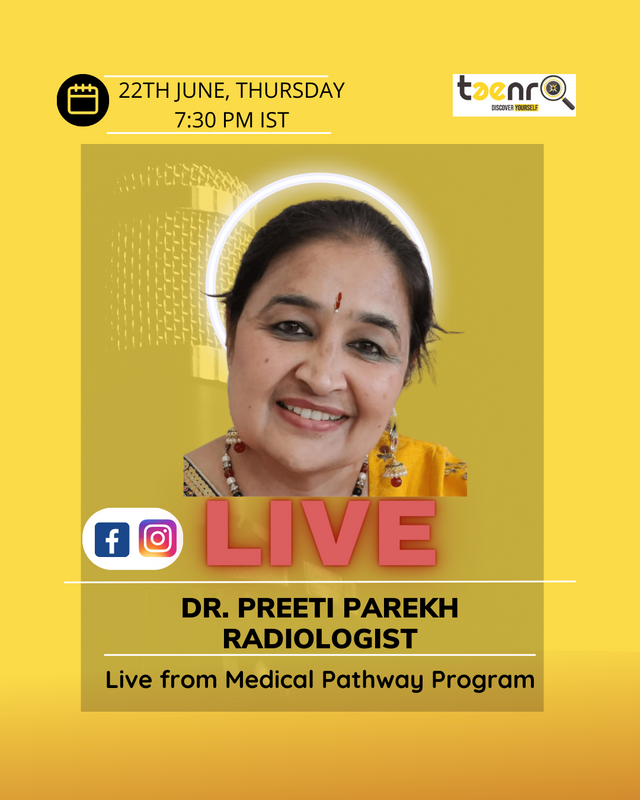 22TH JUNE, THURSDAY
7:30 PM IST
teenr
DISCOVER YOURSELF
LIVE
DR. PREETI PAREKH
RADIOLOGIST
Live from Medical Pathway Program